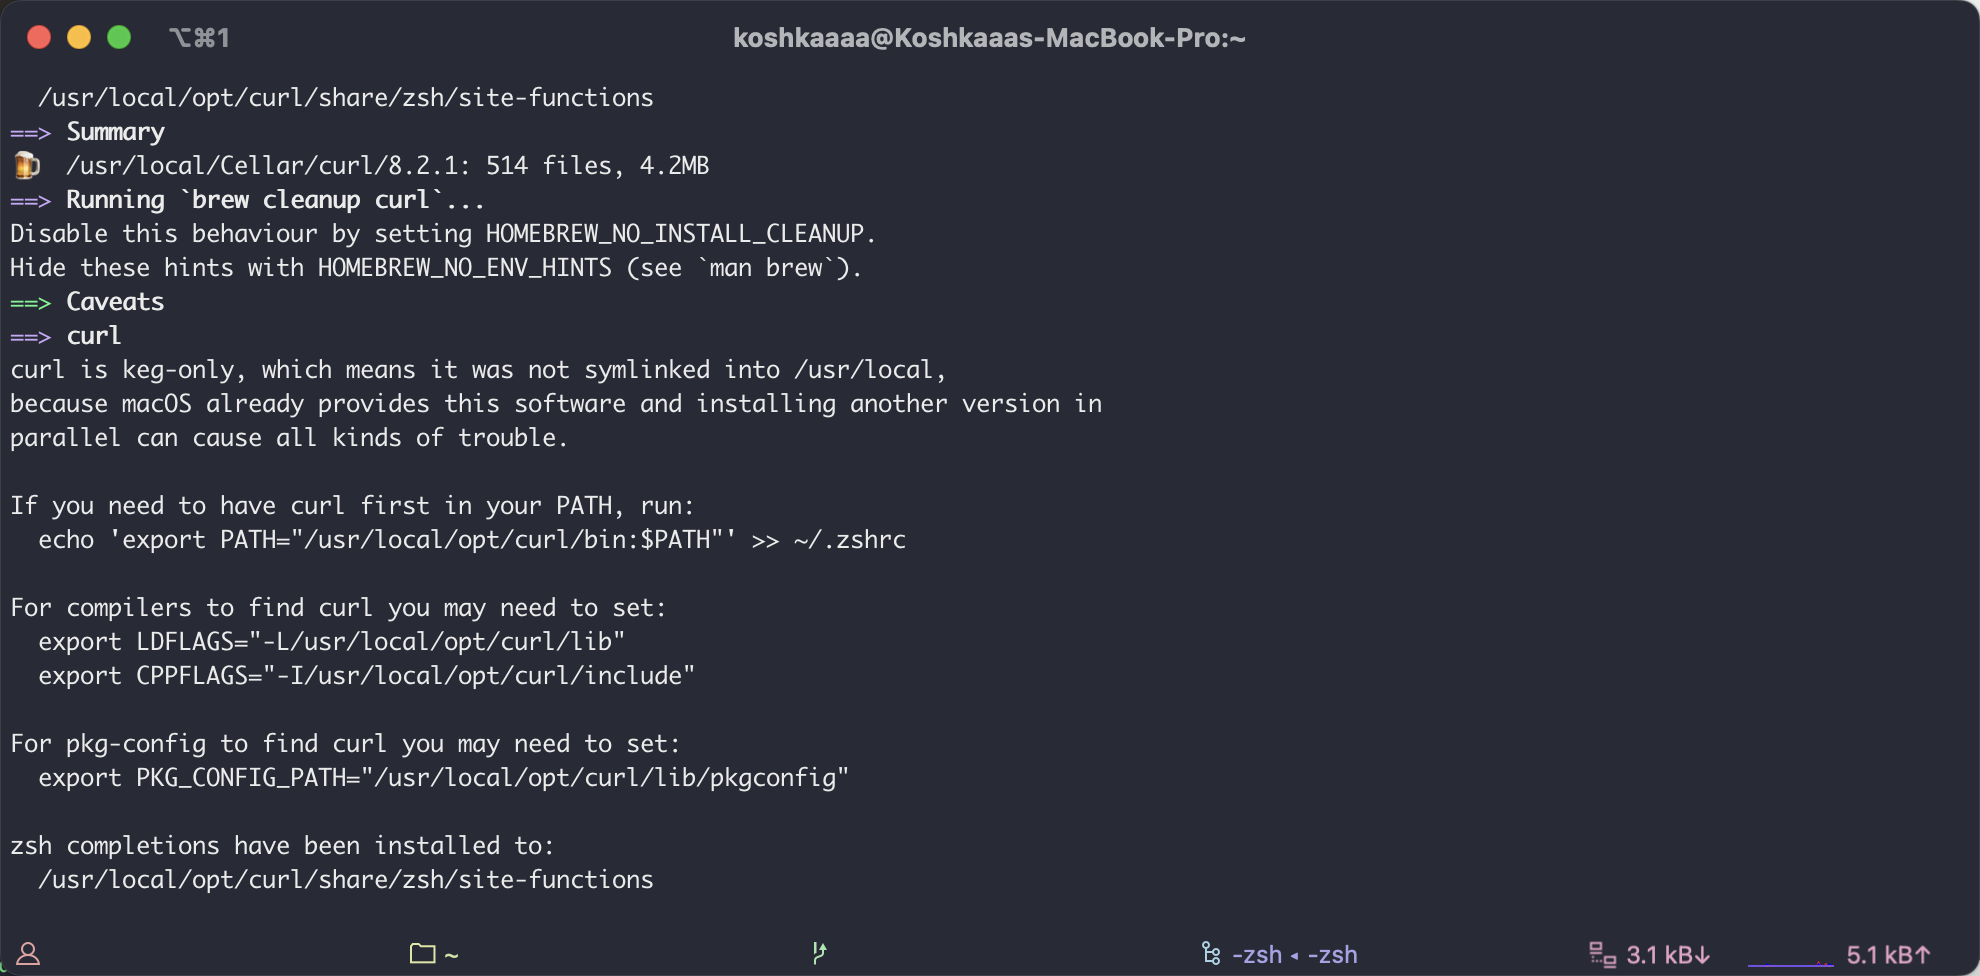 ⌥⌘1
koshkaaaa@Koshkaaas-MacBook-Pro:~
/usr/local/opt/curl/share/zsh/site-functions
==> Summary
🍺 /usr/local/Cellar/curl/8.2.1: 514 files, 4.2MB
==> Running `brew cleanup curl`...
Disable this behaviour by setting HOMEBREW_NO_INSTALL_CLEANUP.
Hide these hints with HOMEBREW_NO_ENV_HINTS (see `man brew`).
==> Caveats
==> curl
curl is keg-only, which means it was not symlinked into /usr/local,
because macOS already provides this software and installing another version in
parallel can cause all kinds of trouble.

If you need to have curl first in your PATH, run:
  echo 'export PATH="/usr/local/opt/curl/bin:$PATH"' >> ~/.zshrc

For compilers to find curl you may need to set:
  export LDFLAGS="-L/usr/local/opt/curl/lib"
  export CPPFLAGS="-I/usr/local/opt/curl/include"

For pkg-config to find curl you may need to set:
  export PKG_CONFIG_PATH="/usr/local/opt/curl/lib/pkgconfig"

zsh completions have been installed to:
  /usr/local/opt/curl/share/zsh/site-functions
~
-zsh ◂ -zsh
3.1 kB↓
5.1 kB↑